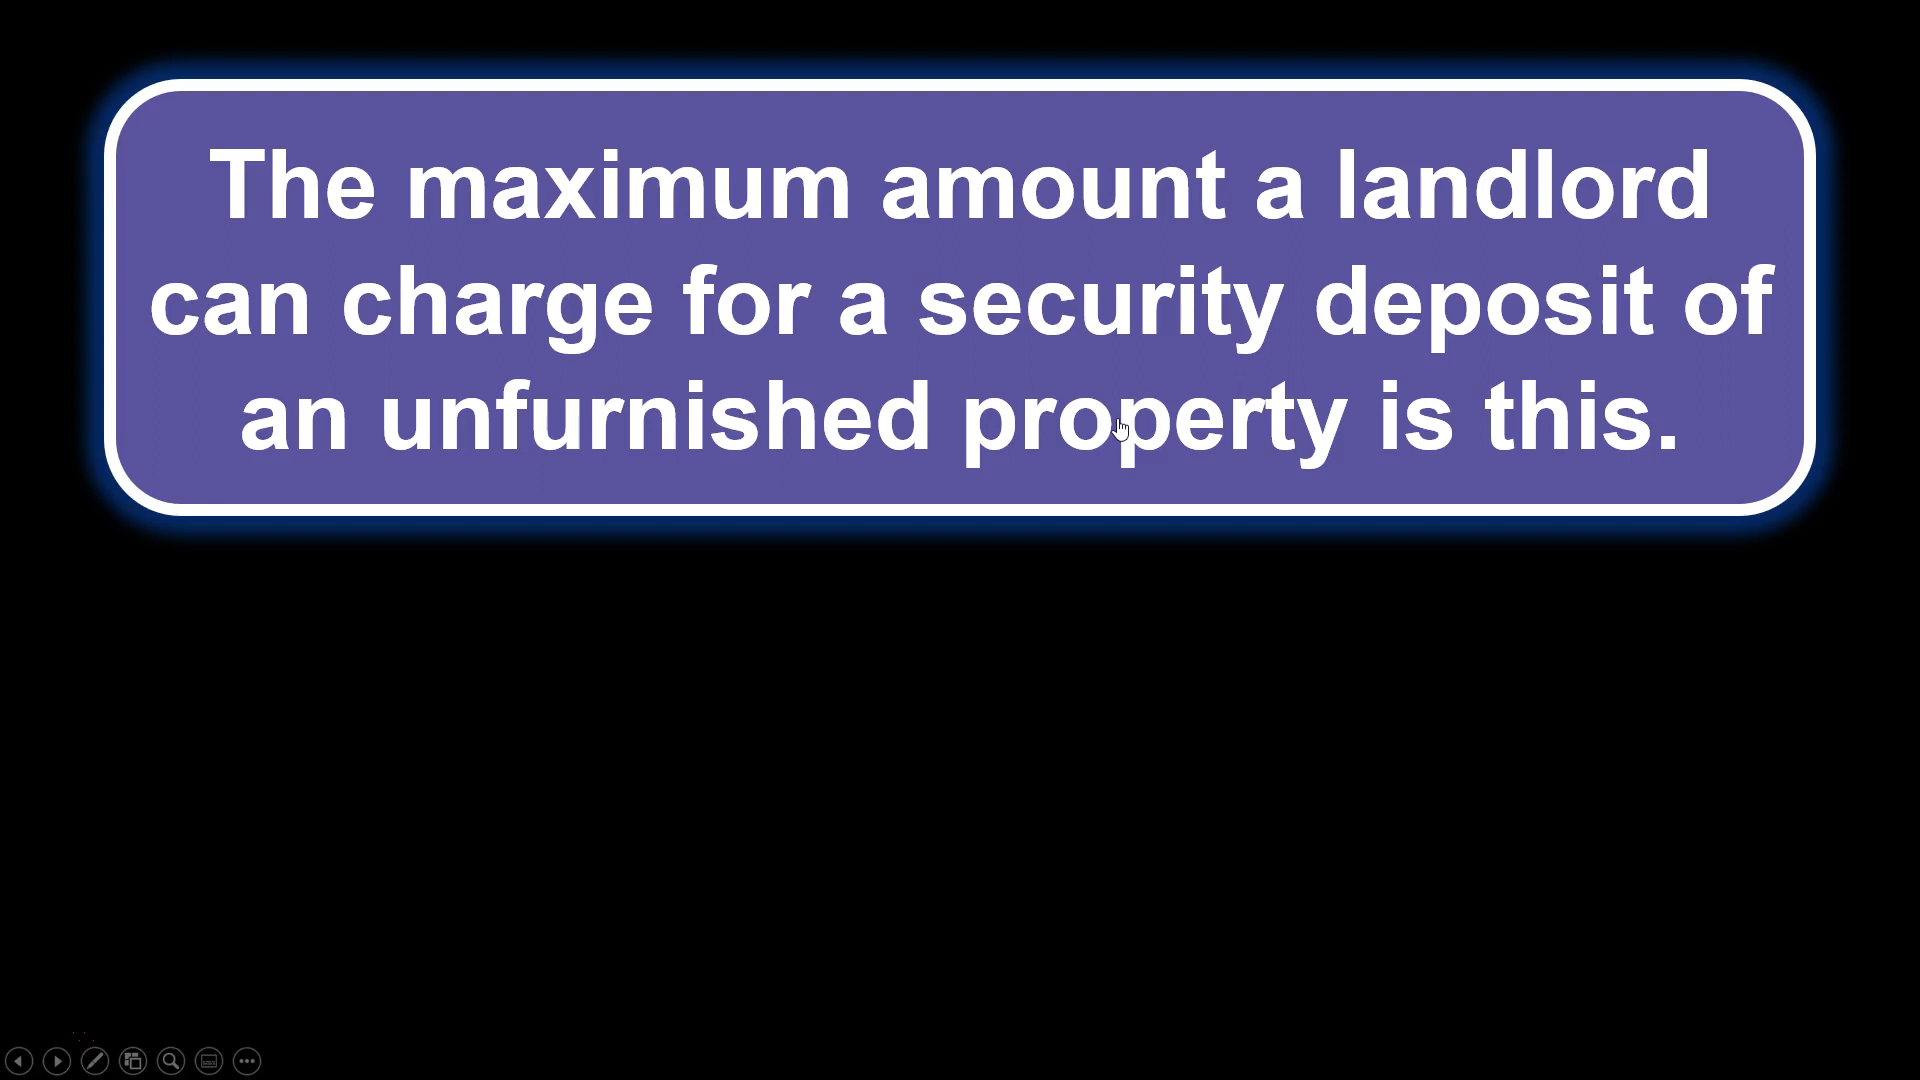 The maximum amount a landlord
can charge for a security deposit of
an unfurnished property is this.